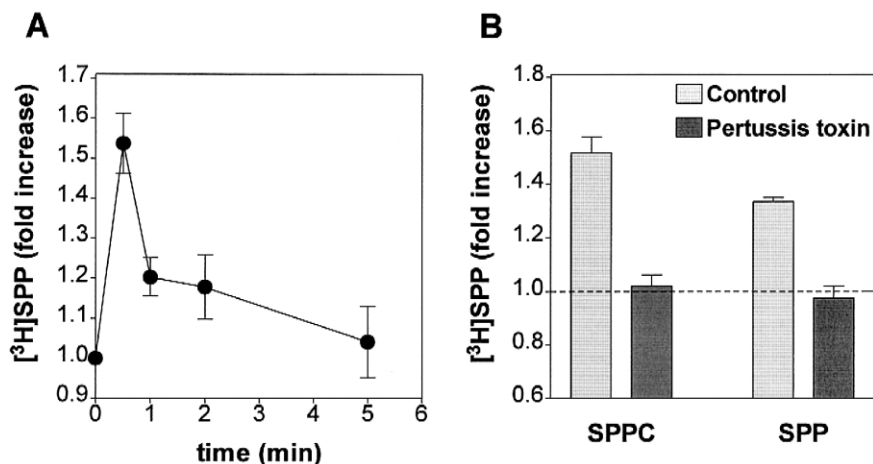 A
[³H]SPP (fold increase)
1.7
1.6
1.5
1.4
1.3
1.2
1.1
1.0
0.9
0 1 2 3 4 5 6
time (min)
B
[³H]SPP (fold increase)
1.8
1.6
1.4
1.2
1.0
0.8
0.6
Control
Pertussis toxin
SPPC SPP